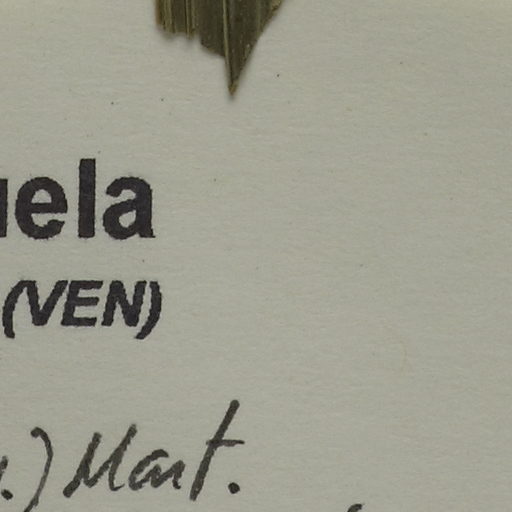 uela
(VEN)
.) Mart.